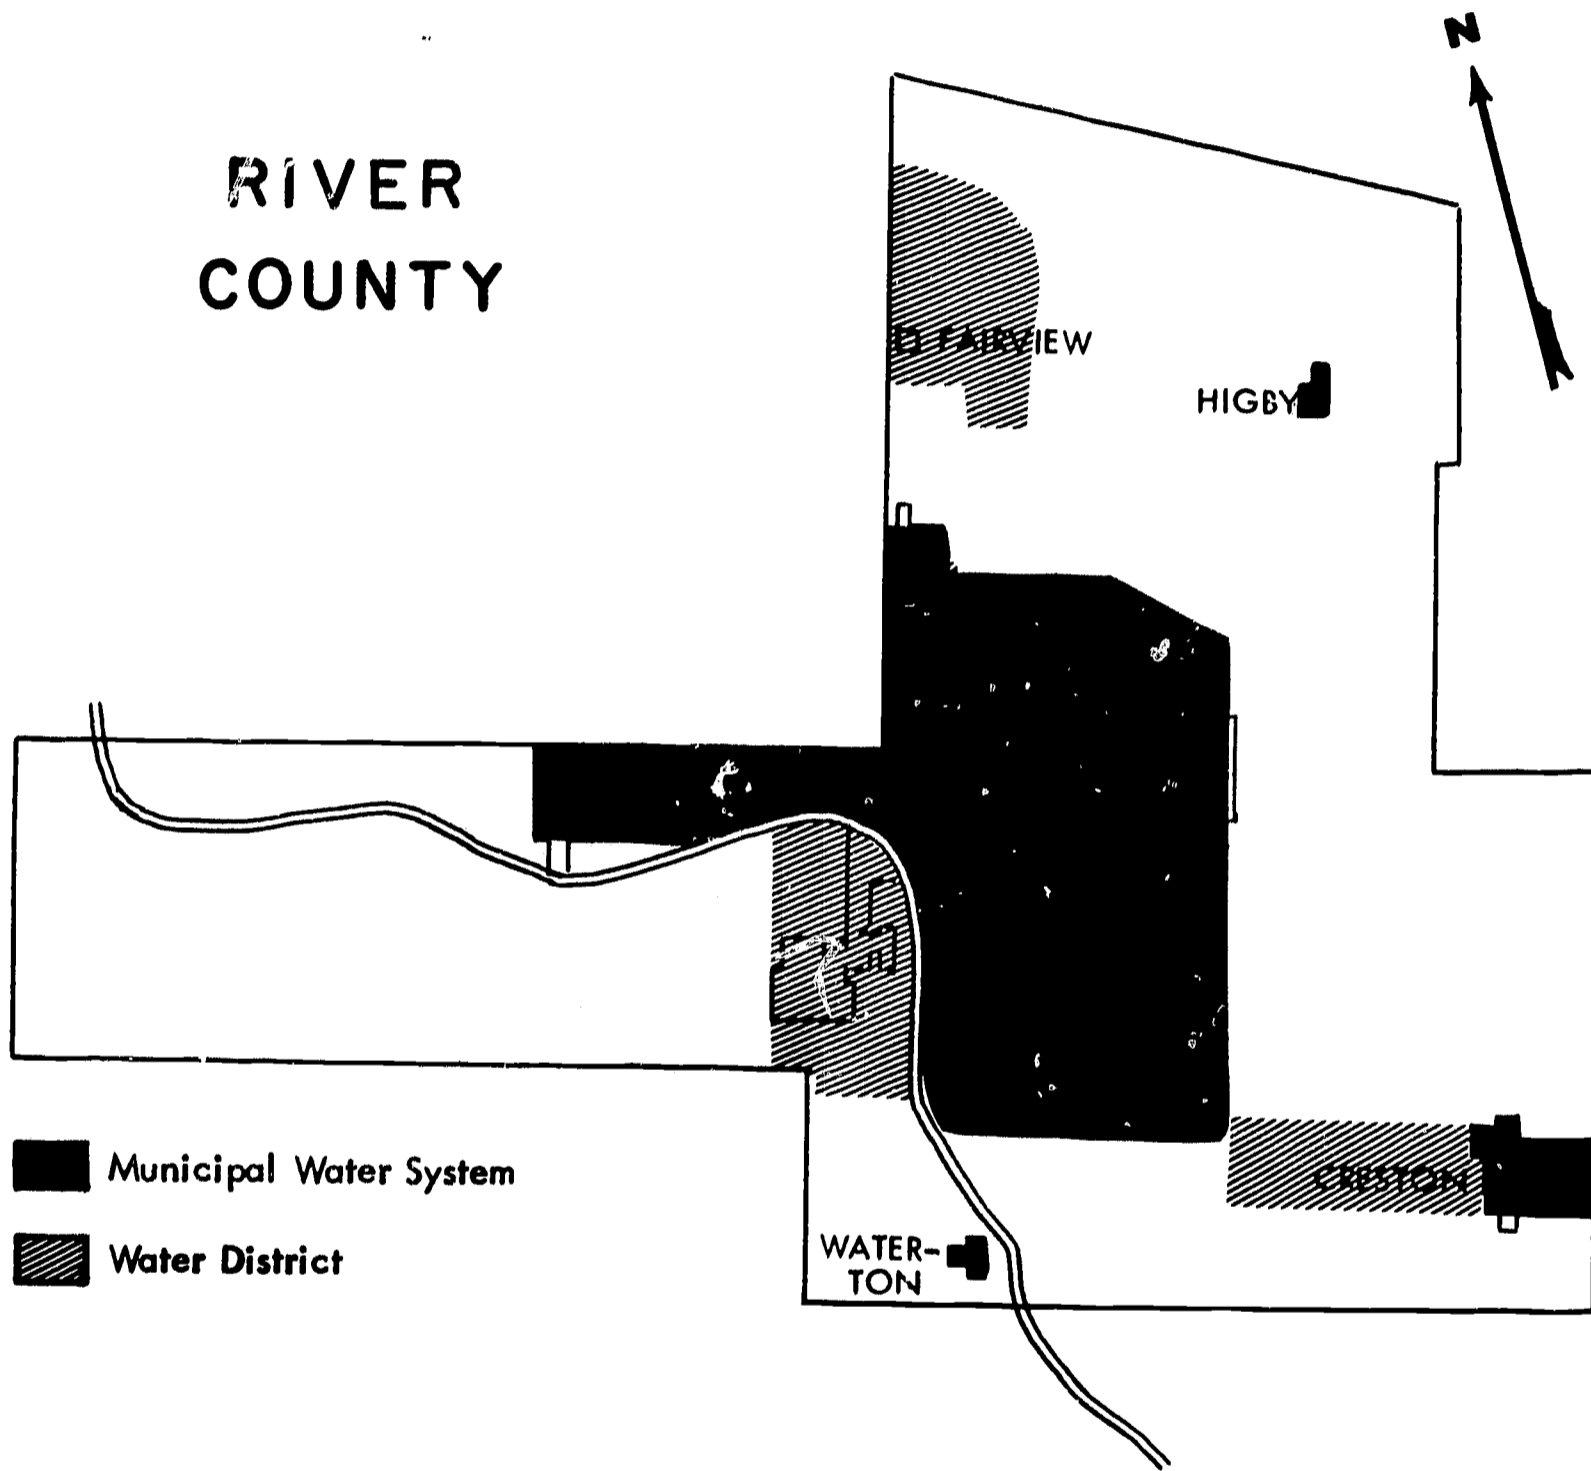 N
RIVER
COUNTY
FAIRVIEW
HIGBY
CRESTON
WATER-
TON
Municipal Water System
Water District